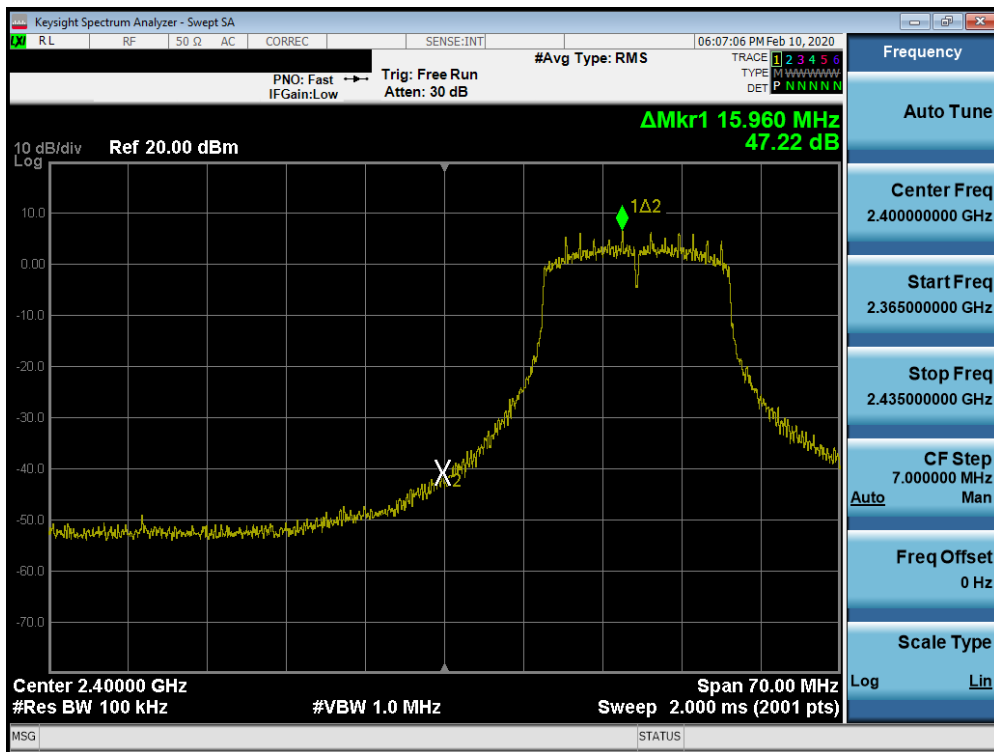 Keysight Spectrum Analyzer - Swept SA
LXI RL RF 50 Ω AC CORREC SENSE:INT 06:07:06 PM Feb 10, 2020
#Avg Type: RMS TRACE 1 2 3 4 5 6
PNO: Fast Trig: Free Run TYPE M WWWWW
IFGain:Low Atten: 30 dB DET P N N N N N
ΔMkr1 15.960 MHz
47.22 dB
10 dB/div Ref 20.00 dBm
Log
1Δ2
10.0
0.00
-10.0
-20.0
-30.0
-40.0
X2
-50.0
-60.0
-70.0
Center 2.40000 GHz Span 70.00 MHz
#Res BW 100 kHz #VBW 1.0 MHz Sweep 2.000 ms (2001 pts)
MSG STATUS
Frequency
Auto Tune
Center Freq
2.400000000 GHz
Start Freq
2.365000000 GHz
Stop Freq
2.435000000 GHz
CF Step
7.000000 MHz
Auto Man
Freq Offset
0 Hz
Scale Type
Log Lin